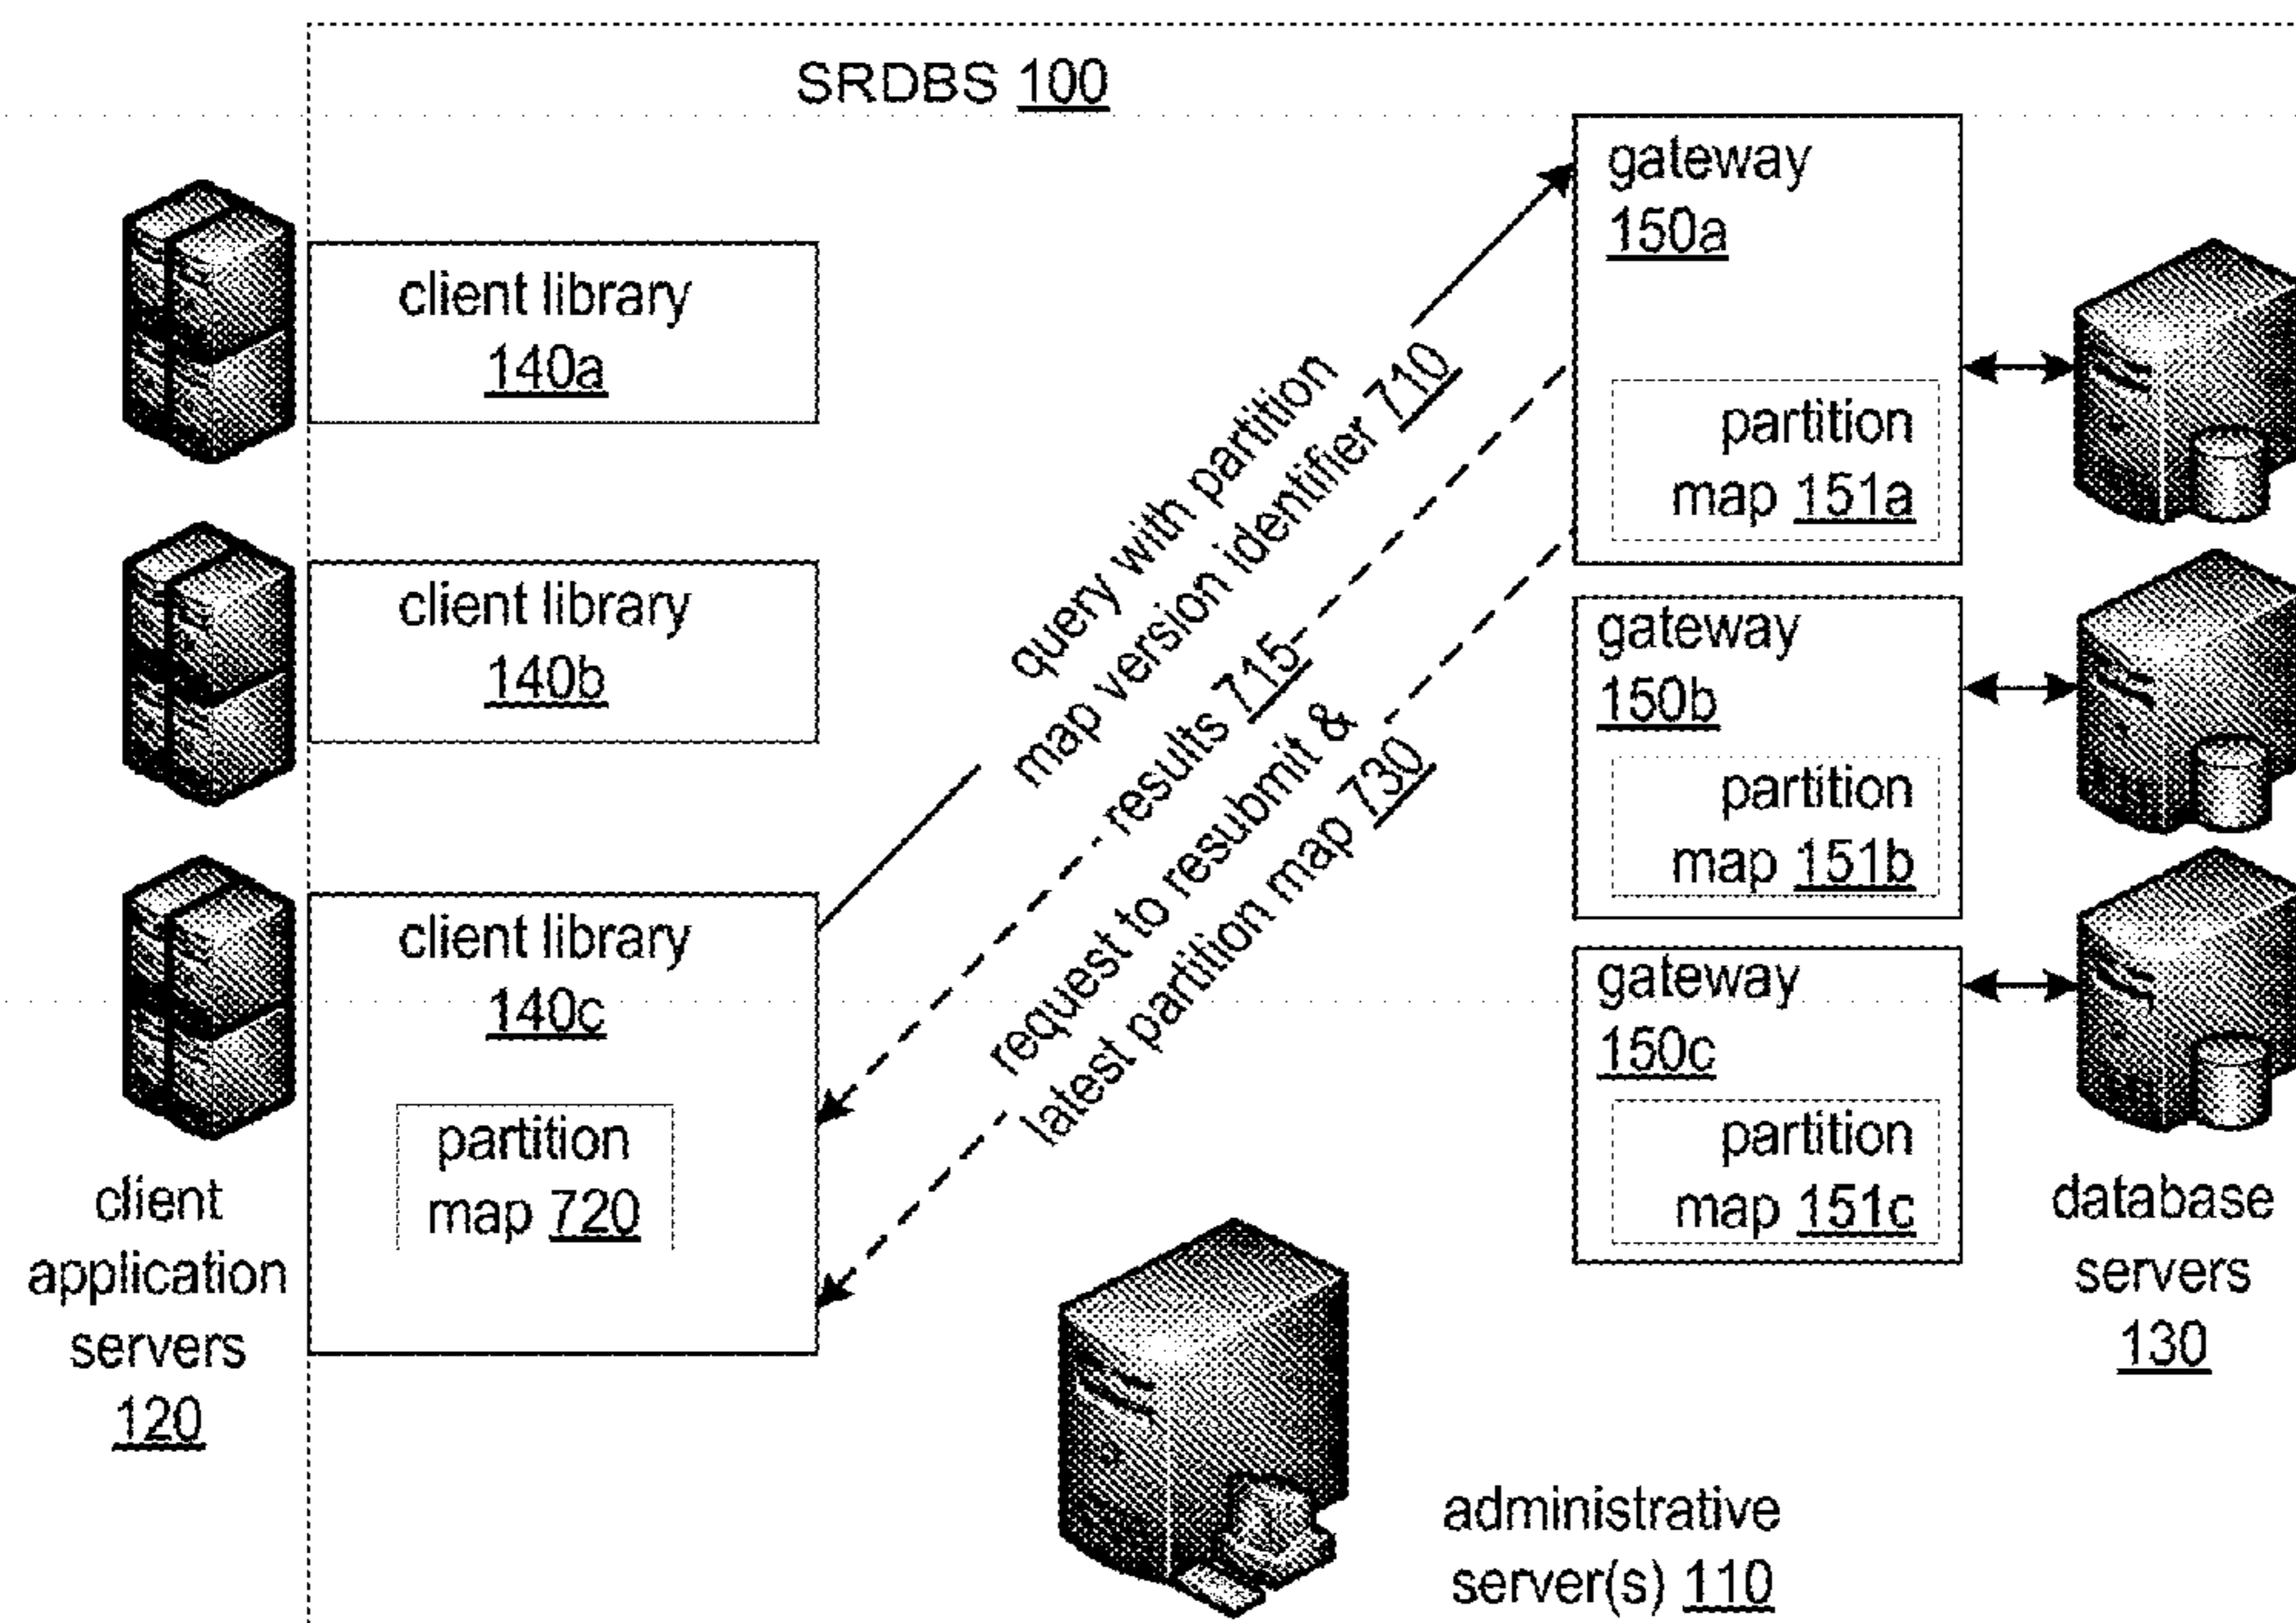 SRDBS 100
client library
140a
client library
140b
client library
140c
partition
map 720
client
application
servers
120
query with partition
map version identifier 710
results 715
request to resubmit &
latest partition map 730
gateway
150a
partition
map 151a
gateway
150b
partition
map 151b
gateway
150c
partition
map 151c
database
servers
130
administrative
server(s) 110